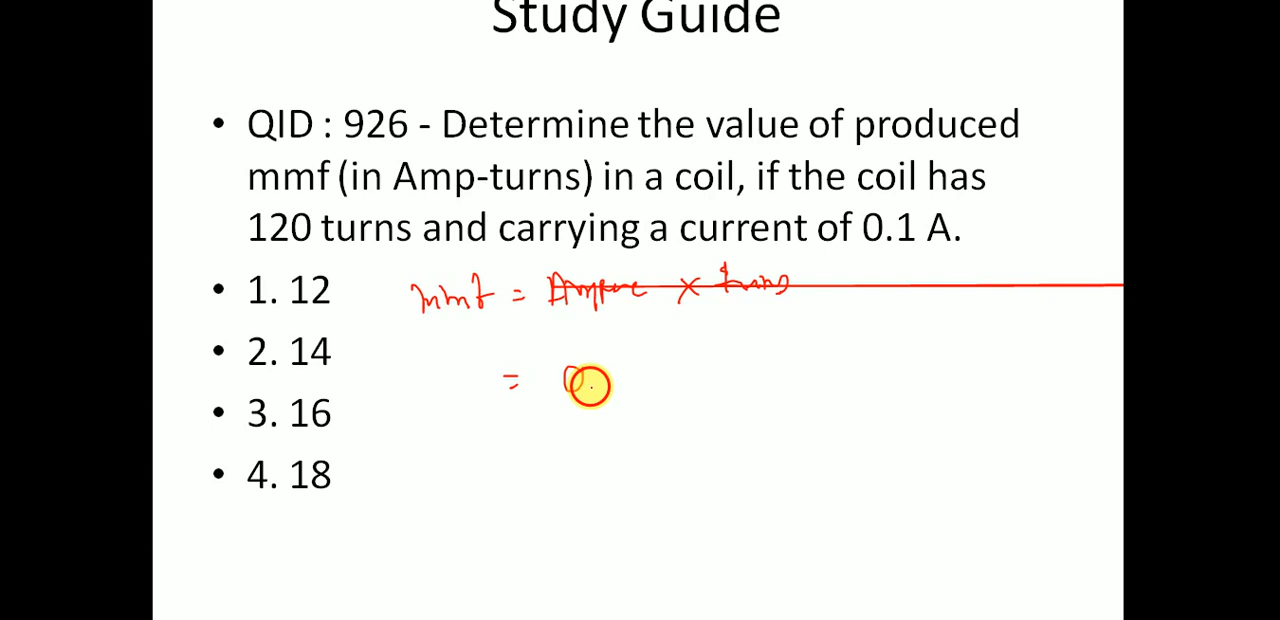 Study Guide
• QID : 926 - Determine the value of produced
mmf (in Amp-turns) in a coil, if the coil has
120 turns and carrying a current of 0.1 A.
• 1. 12
mmf = Ampere × turns
• 2. 14
= 0.
• 3. 16
• 4. 18